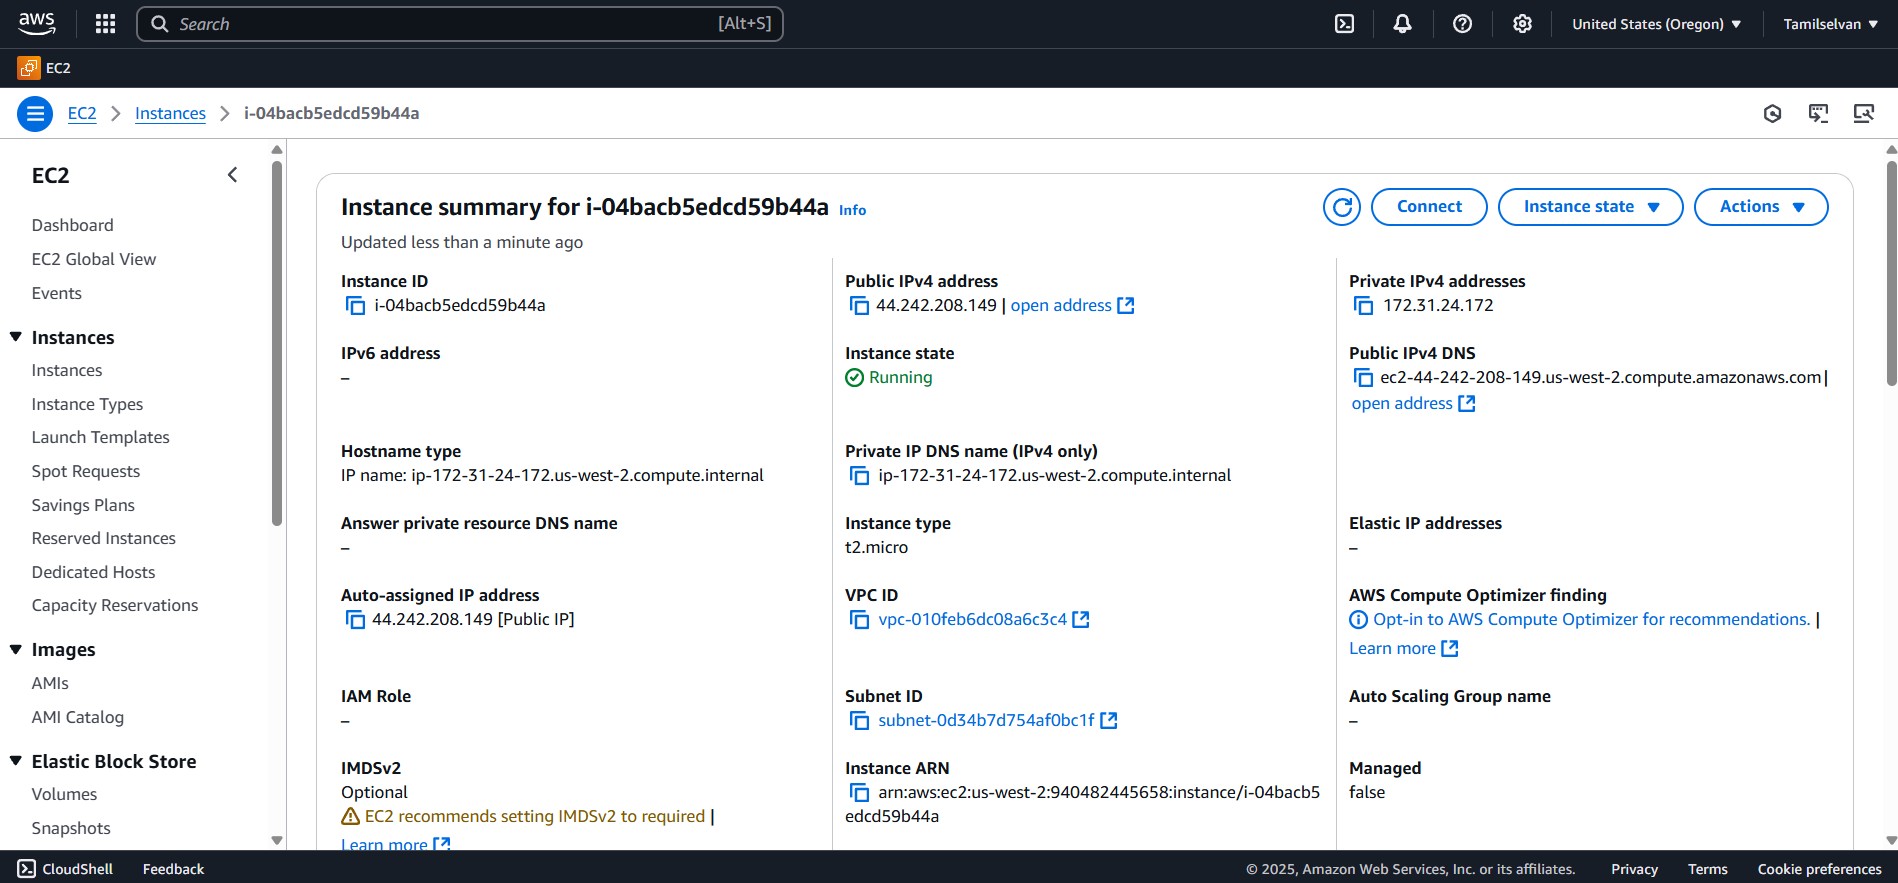 aws
Search [Alt+S]
United States (Oregon)
Tamilselvan
EC2
EC2 Instances i-04bacb5edcd59b44a
EC2
Dashboard
EC2 Global View
Events
Instances
Instances
Instance Types
Launch Templates
Spot Requests
Savings Plans
Reserved Instances
Dedicated Hosts
Capacity Reservations
Images
AMIs
AMI Catalog
Elastic Block Store
Volumes
Snapshots
Instance summary for i-04bacb5edcd59b44a Info
Connect
Instance state
Actions
Updated less than a minute ago
Instance ID
i-04bacb5edcd59b44a
Public IPv4 address
44.242.208.149 | open address
Private IPv4 addresses
172.31.24.172
IPv6 address
–
Instance state
Running
Public IPv4 DNS
ec2-44-242-208-149.us-west-2.compute.amazonaws.com |
open address
Hostname type
IP name: ip-172-31-24-172.us-west-2.compute.internal
Private IP DNS name (IPv4 only)
ip-172-31-24-172.us-west-2.compute.internal
Answer private resource DNS name
–
Instance type
t2.micro
Elastic IP addresses
–
Auto-assigned IP address
44.242.208.149 [Public IP]
VPC ID
vpc-010feb6dc08a6c3c4
AWS Compute Optimizer finding
Opt-in to AWS Compute Optimizer for recommendations. |
Learn more
IAM Role
–
Subnet ID
subnet-0d34b7d754af0bc1f
Auto Scaling Group name
–
IMDSv2
Optional
EC2 recommends setting IMDSv2 to required |
Learn more
Instance ARN
arn:aws:ec2:us-west-2:940482445658:instance/i-04bacb5
edcd59b44a
Managed
false
CloudShell
Feedback
© 2025, Amazon Web Services, Inc. or its affiliates.
Privacy
Terms
Cookie preferences